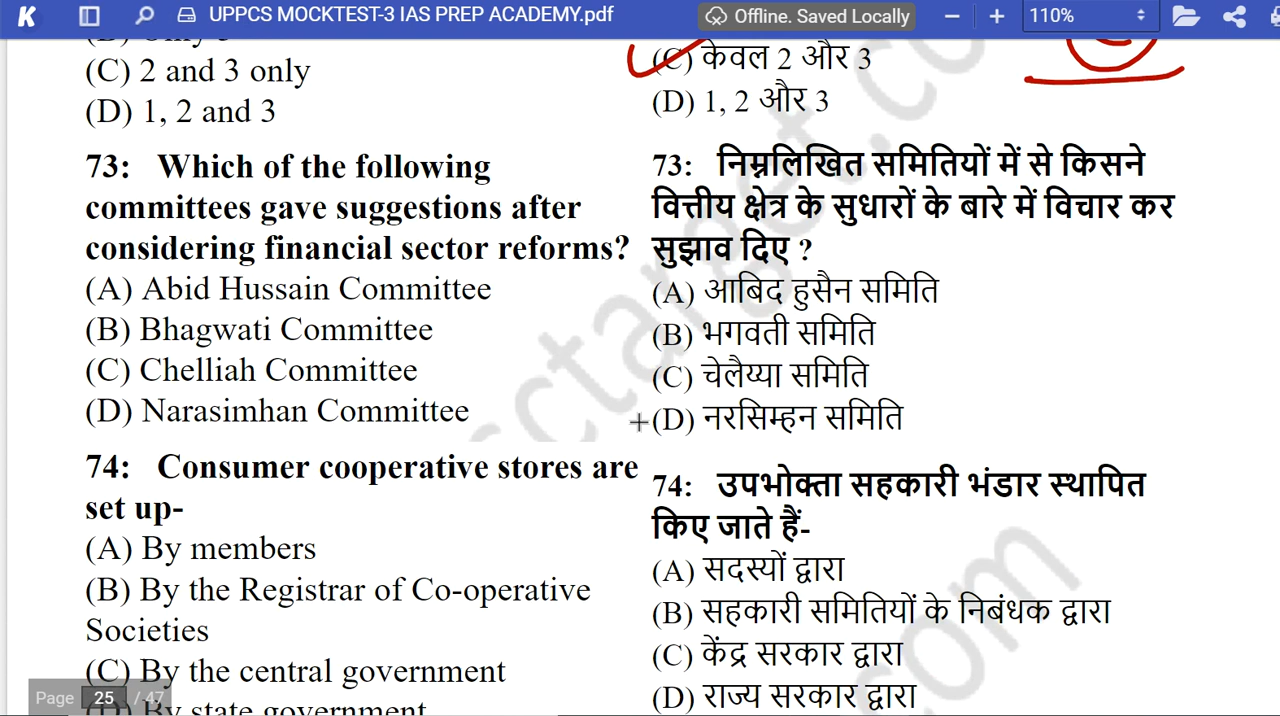 UPPCS MOCKTEST-3 IAS PREP ACADEMY.pdf
Offline. Saved Locally
110%
(C) 2 and 3 only
(D) 1, 2 and 3
73: Which of the following
committees gave suggestions after
considering financial sector reforms?
(A) Abid Hussain Committee
(B) Bhagwati Committee
(C) Chelliah Committee
(D) Narasimhan Committee
74: Consumer cooperative stores are
set up-
(A) By members
(B) By the Registrar of Co-operative
Societies
(C) By the central government
(D) By state government
(C) केवल 2 और 3
(D) 1, 2 और 3
73: निम्नलिखित समितियों में से किसने
वित्तीय क्षेत्र के सुधारों के बारे में विचार कर
सुझाव दिए ?
(A) आबिद हुसैन समिति
(B) भगवती समिति
(C) चेलैय्या समिति
(D) नरसिम्हन समिति
74: उपभोक्ता सहकारी भंडार स्थापित
किए जाते हैं-
(A) सदस्यों द्वारा
(B) सहकारी समितियों के निबंधक द्वारा
(C) केंद्र सरकार द्वारा
(D) राज्य सरकार द्वारा
Page 25 / 47